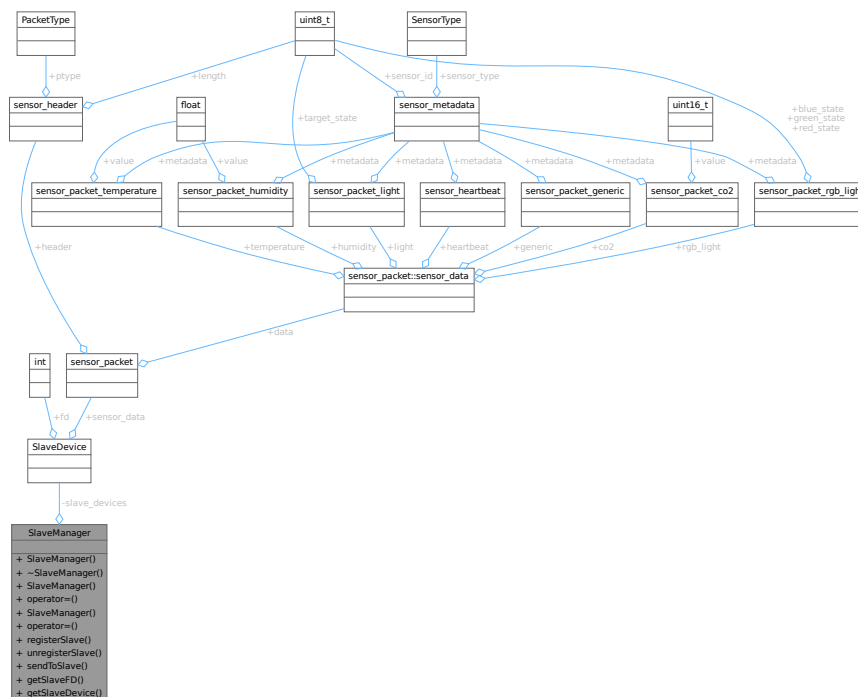 PacketType
uint8_t
SensorType
+ptype
+length
+sensor_id
+sensor_type
sensor_header
float
sensor_metadata
uint16_t
+blue_state
+green_state
+red_state
+target_state
+value
+metadata
+value
+metadata
+metadata
+metadata
+metadata
+metadata
+value
+metadata
sensor_packet_temperature
sensor_packet_humidity
sensor_packet_light
sensor_heartbeat
sensor_packet_generic
sensor_packet_co2
sensor_packet_rgb_light
+header
+temperature
+humidity
+light
+heartbeat
+generic
+co2
+rgb_light
sensor_packet::sensor_data
+data
int
sensor_packet
+fd
+sensor_data
SlaveDevice
-slave_devices
SlaveManager
+ SlaveManager()
+ ~SlaveManager()
+ SlaveManager()
+ operator=()
+ SlaveManager()
+ operator=()
+ registerSlave()
+ unregisterSlave()
+ sendToSlave()
+ getSlaveFD()
+ getSlaveDevice()